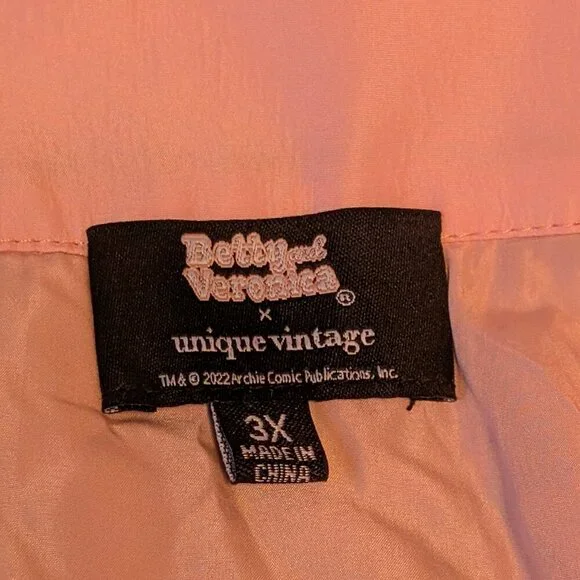 Betty and
Veronica®
x
unique vintage
TM & © 2022 Archie Comic Publications, Inc.
3X
MADE IN
CHINA